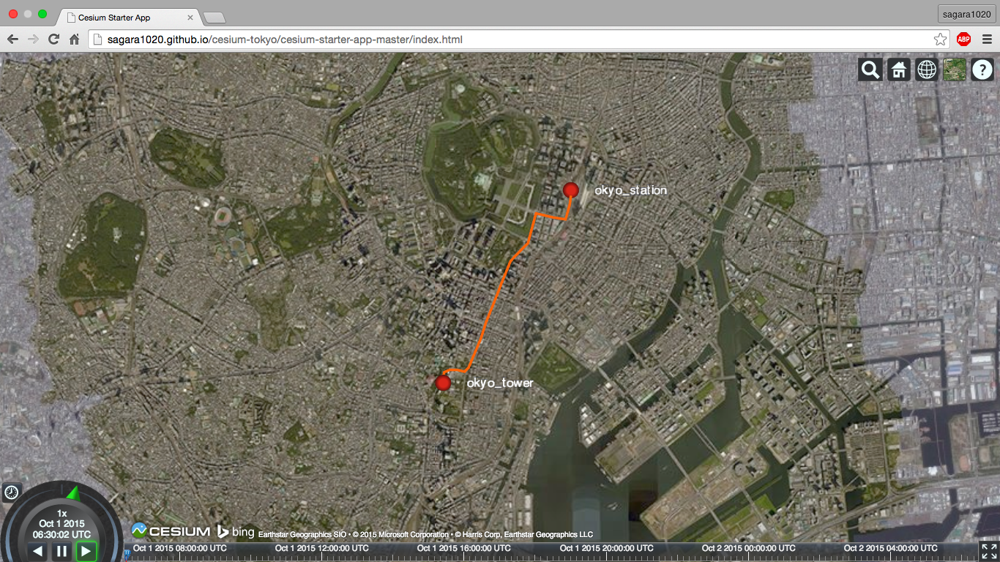 Cesium Starter App
sagara1020
sagara1020.github.io/cesium-tokyo/cesium-starter-app-master/index.html
ABP
?
okyo_station
okyo_tower
1x
Oct 1 2015
06:30:02 UTC
CESIUM bing Earthstar Geographics SIO • © 2015 Microsoft Corporation • © Harris Corp, Earthstar Geographics LLC
Oct 1 2015 08:00:00 UTC Oct 1 2015 12:00:00 UTC Oct 1 2015 16:00:00 UTC Oct 1 2015 20:00:00 UTC Oct 2 2015 00:00:00 UTC Oct 2 2015 04:00:00 UTC